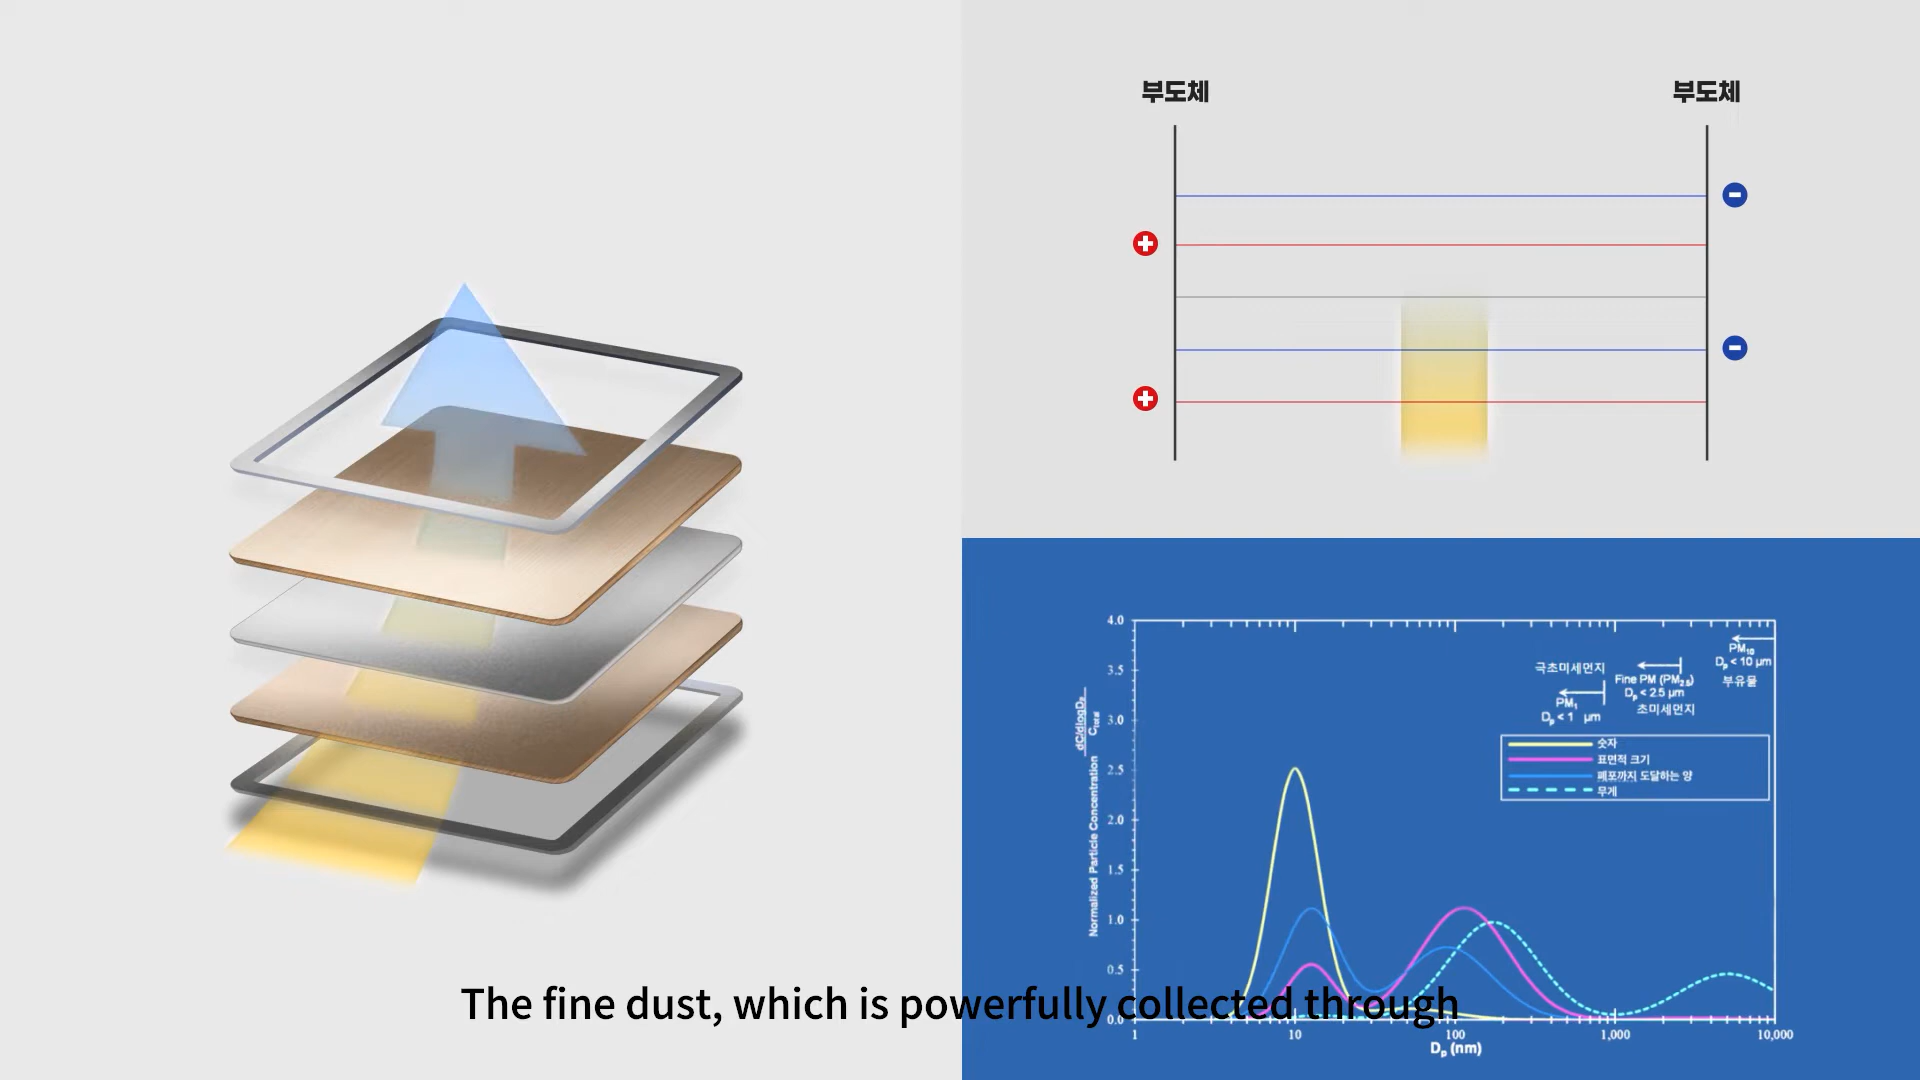 부도체
부도체
4.0
3.5
3.0
2.5
2.0
1.5
1.0
0.5
0.0
Normalized Particle Concentration
dC/dlogDp
Ctotal
PM10
Dp < 10 μm
부유물
극초미세먼지
Fine PM (PM2.5)
Dp < 2.5 μm
초미세먼지
PM1
Dp < 1 μm
숫자
표면적 크기
폐포까지 도달하는 양
무게
The fine dust, which is powerfully collected through
1
10
100
1,000
10,000
Dp (nm)